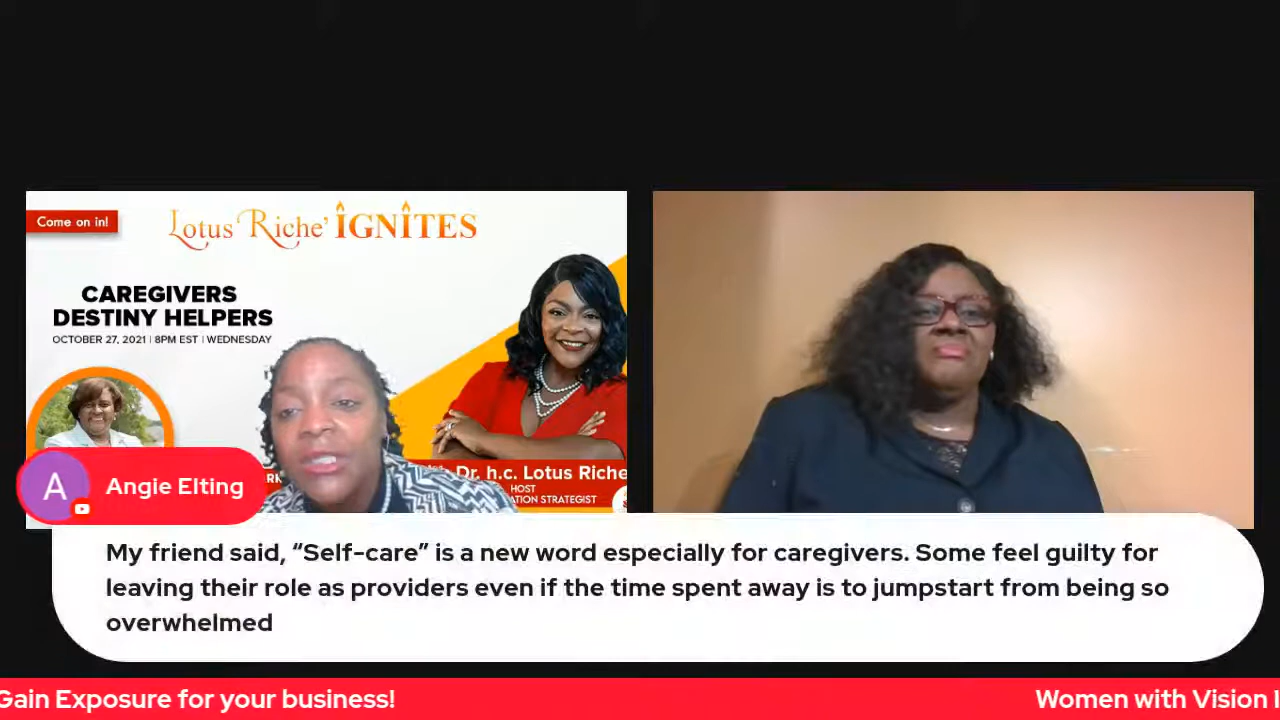 Come on in!
Lotus Riche' IGNITES
CAREGIVERS
DESTINY HELPERS
OCTOBER 27, 2021 | 8PM EST | WEDNESDAY
Dr. h.c. Lotus Riche
HOST
STRATEGIST
A
Angie Elting
My friend said, “Self-care” is a new word especially for caregivers. Some feel guilty for
leaving their role as providers even if the time spent away is to jumpstart from being so
overwhelmed
Gain Exposure for your business!
Women with Vision